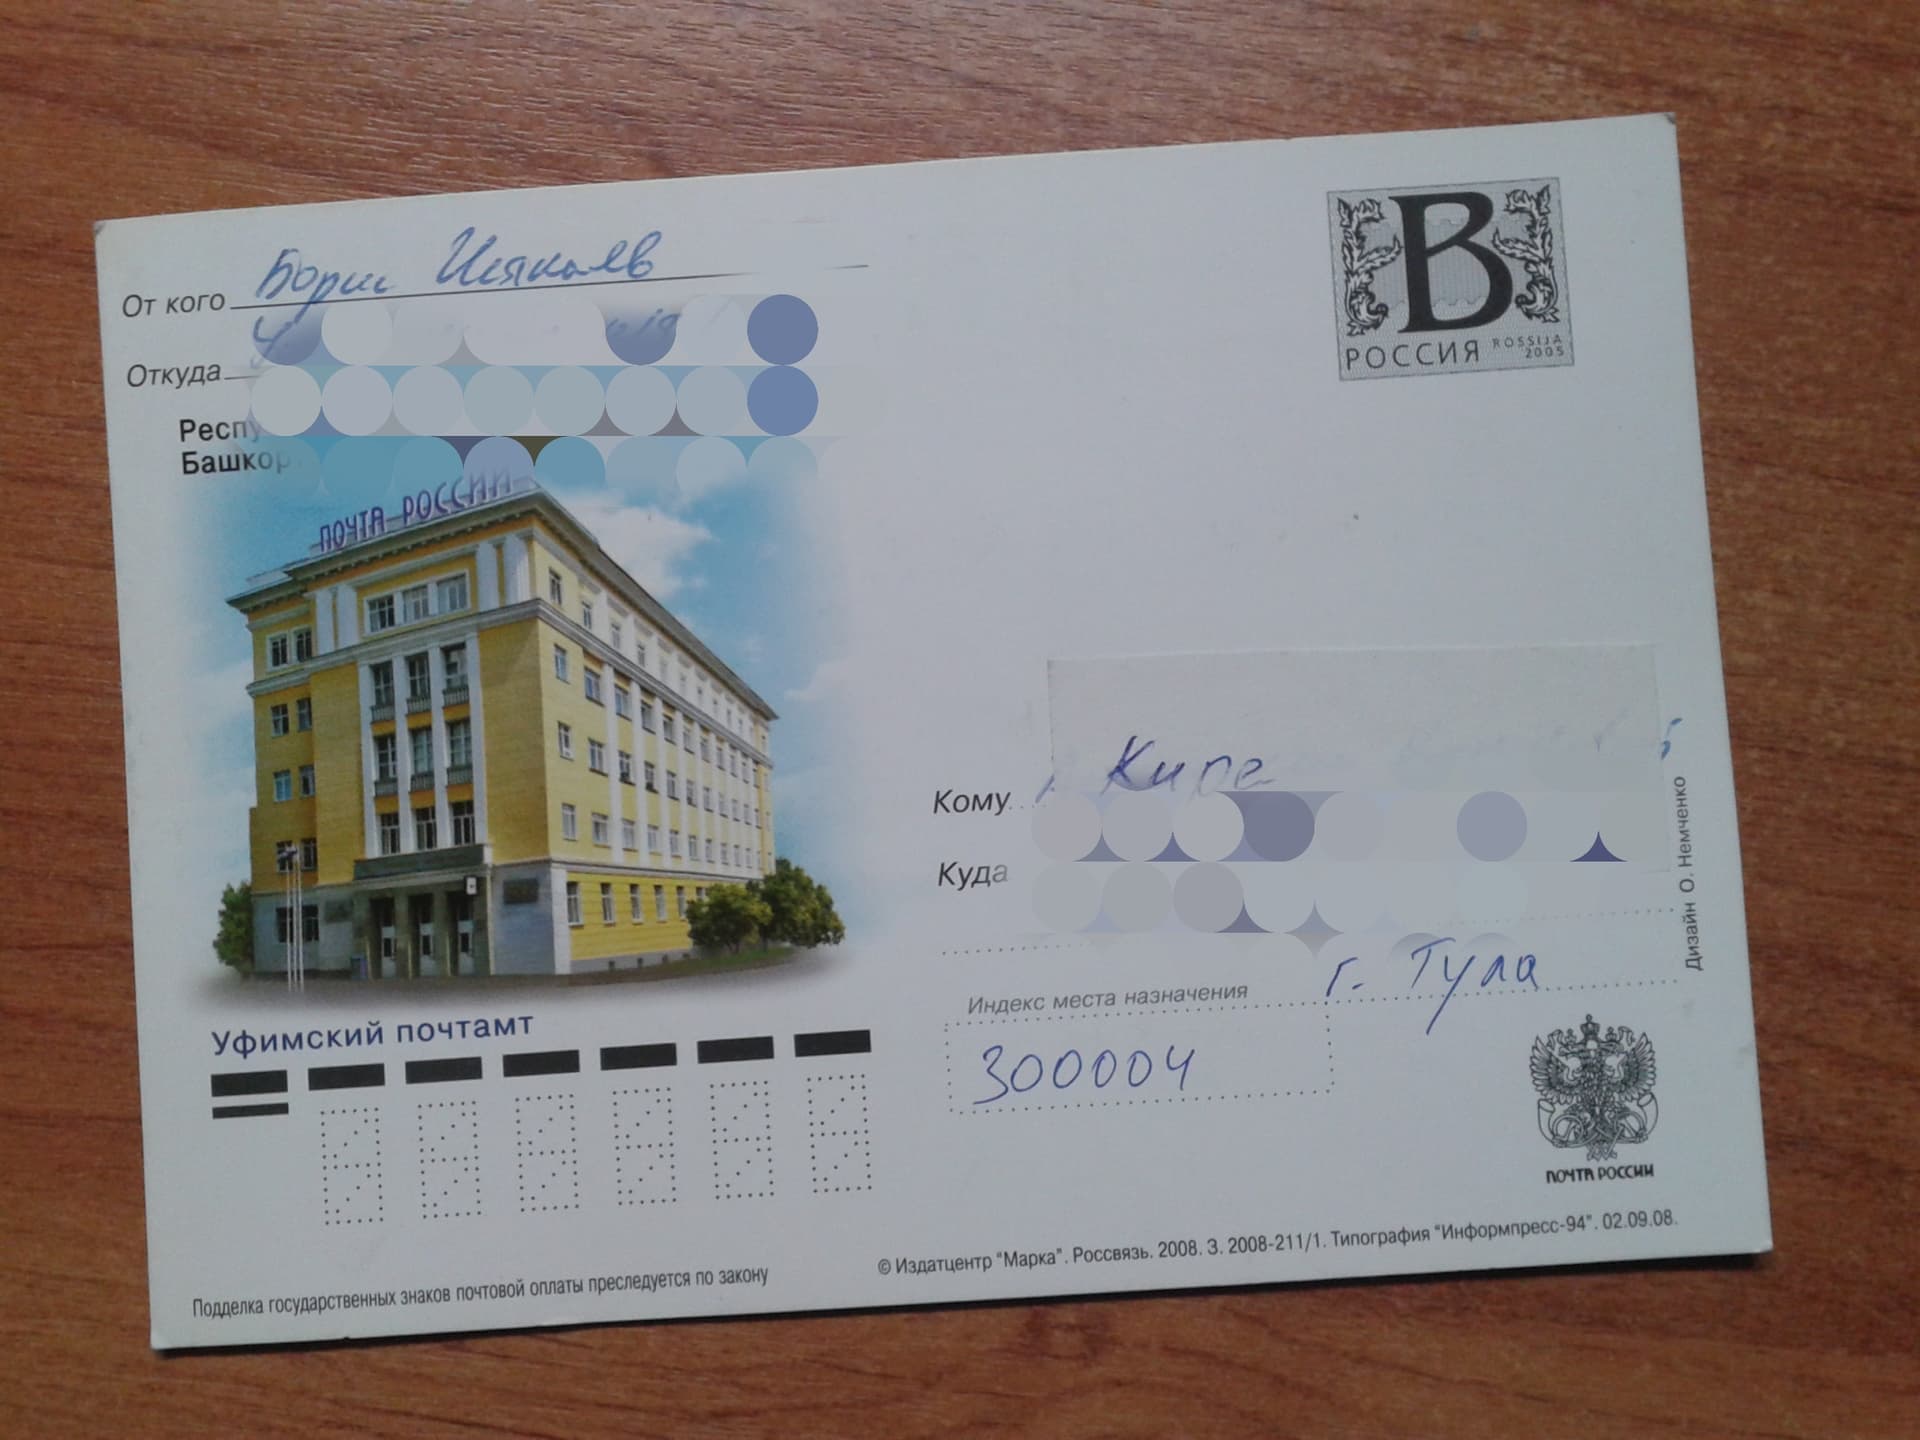 От кого Борис Исякаев
Откуда
Респу
Башкор
ПОЧТА РОССИИ
Уфимский почтамт
Подделка государственных знаков почтовой оплаты преследуется по закону
В
РОССИЯ ROSSIJA
2005
Кому Кире
Куда
г. Тула
Индекс места назначения
300004
Дизайн О. Немченко
ПОЧТА РОССИИ
© Издатцентр "Марка". Россвязь. 2008. З. 2008-211/1. Типография "Информпресс-94". 02.09.08.